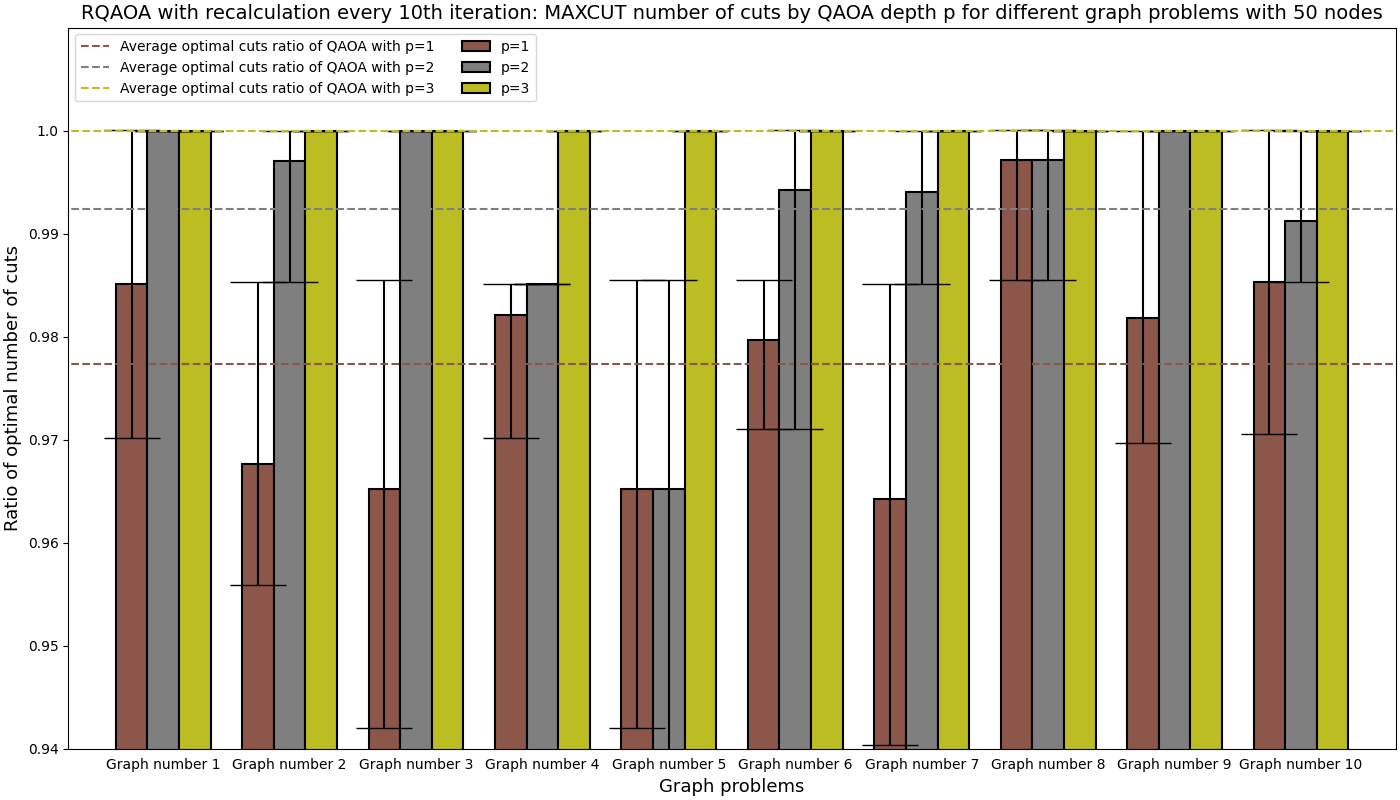 RQAOA with recalculation every 10th iteration: MAXCUT number of cuts by QAOA depth p for different graph problems with 50 nodes
Average optimal cuts ratio of QAOA with p=1
Average optimal cuts ratio of QAOA with p=2
Average optimal cuts ratio of QAOA with p=3
p=1
p=2
p=3
Ratio of optimal number of cuts
1.0
0.99
0.98
0.97
0.96
0.95
0.94
Graph number 1
Graph number 2
Graph number 3
Graph number 4
Graph number 5
Graph number 6
Graph number 7
Graph number 8
Graph number 9
Graph number 10
Graph problems